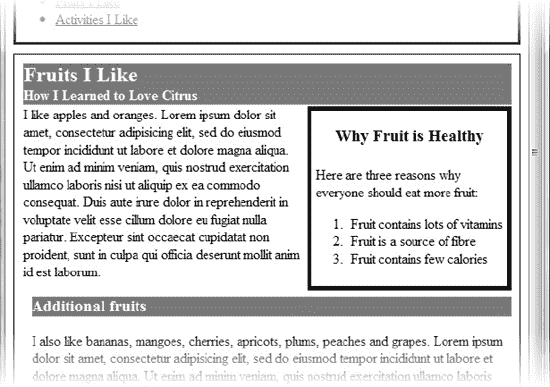 Activities I Like
Fruits I Like
How I Learned to Love Citrus
I like apples and oranges. Lorem ipsum dolor sit
amet, consectetur adipisicing elit, sed do eiusmod
tempor incididunt ut labore et dolore magna aliqua.
Ut enim ad minim veniam, quis nostrud exercitation
ullamco laboris nisi ut aliquip ex ea commodo
consequat. Duis aute irure dolor in reprehenderit in
voluptate velit esse cillum dolore eu fugiat nulla
pariatur. Excepteur sint occaecat cupidatat non
proident, sunt in culpa qui officia deserunt mollit anim
id est laborum.
Why Fruit is Healthy
Here are three reasons why
everyone should eat more fruit:
1. Fruit contains lots of vitamins
2. Fruit is a source of fibre
3. Fruit contains few calories
Additional fruits
I also like bananas, mangoes, cherries, apricots, plums, peaches and grapes. Lorem ipsum
dolor sit amet, consectetur adipisicing elit, sed do eiusmod tempor incididunt ut labore et
dolore magna aliqua. Ut enim ad minim veniam, quis nostrud exercitation ullamco laboris